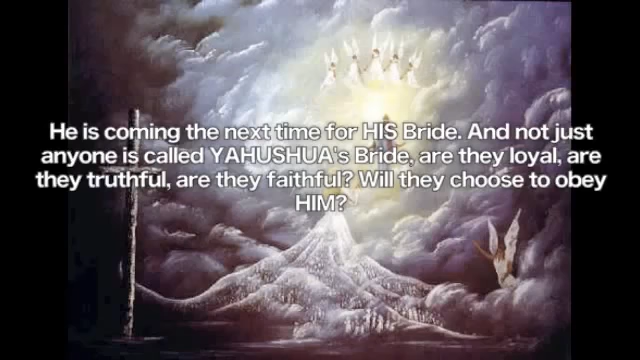 He is coming the next time for HIS Bride. And not just
anyone is called YAHUSHUA's Bride, are they loyal, are
they truthful, are they faithful? Will they choose to obey
HIM?